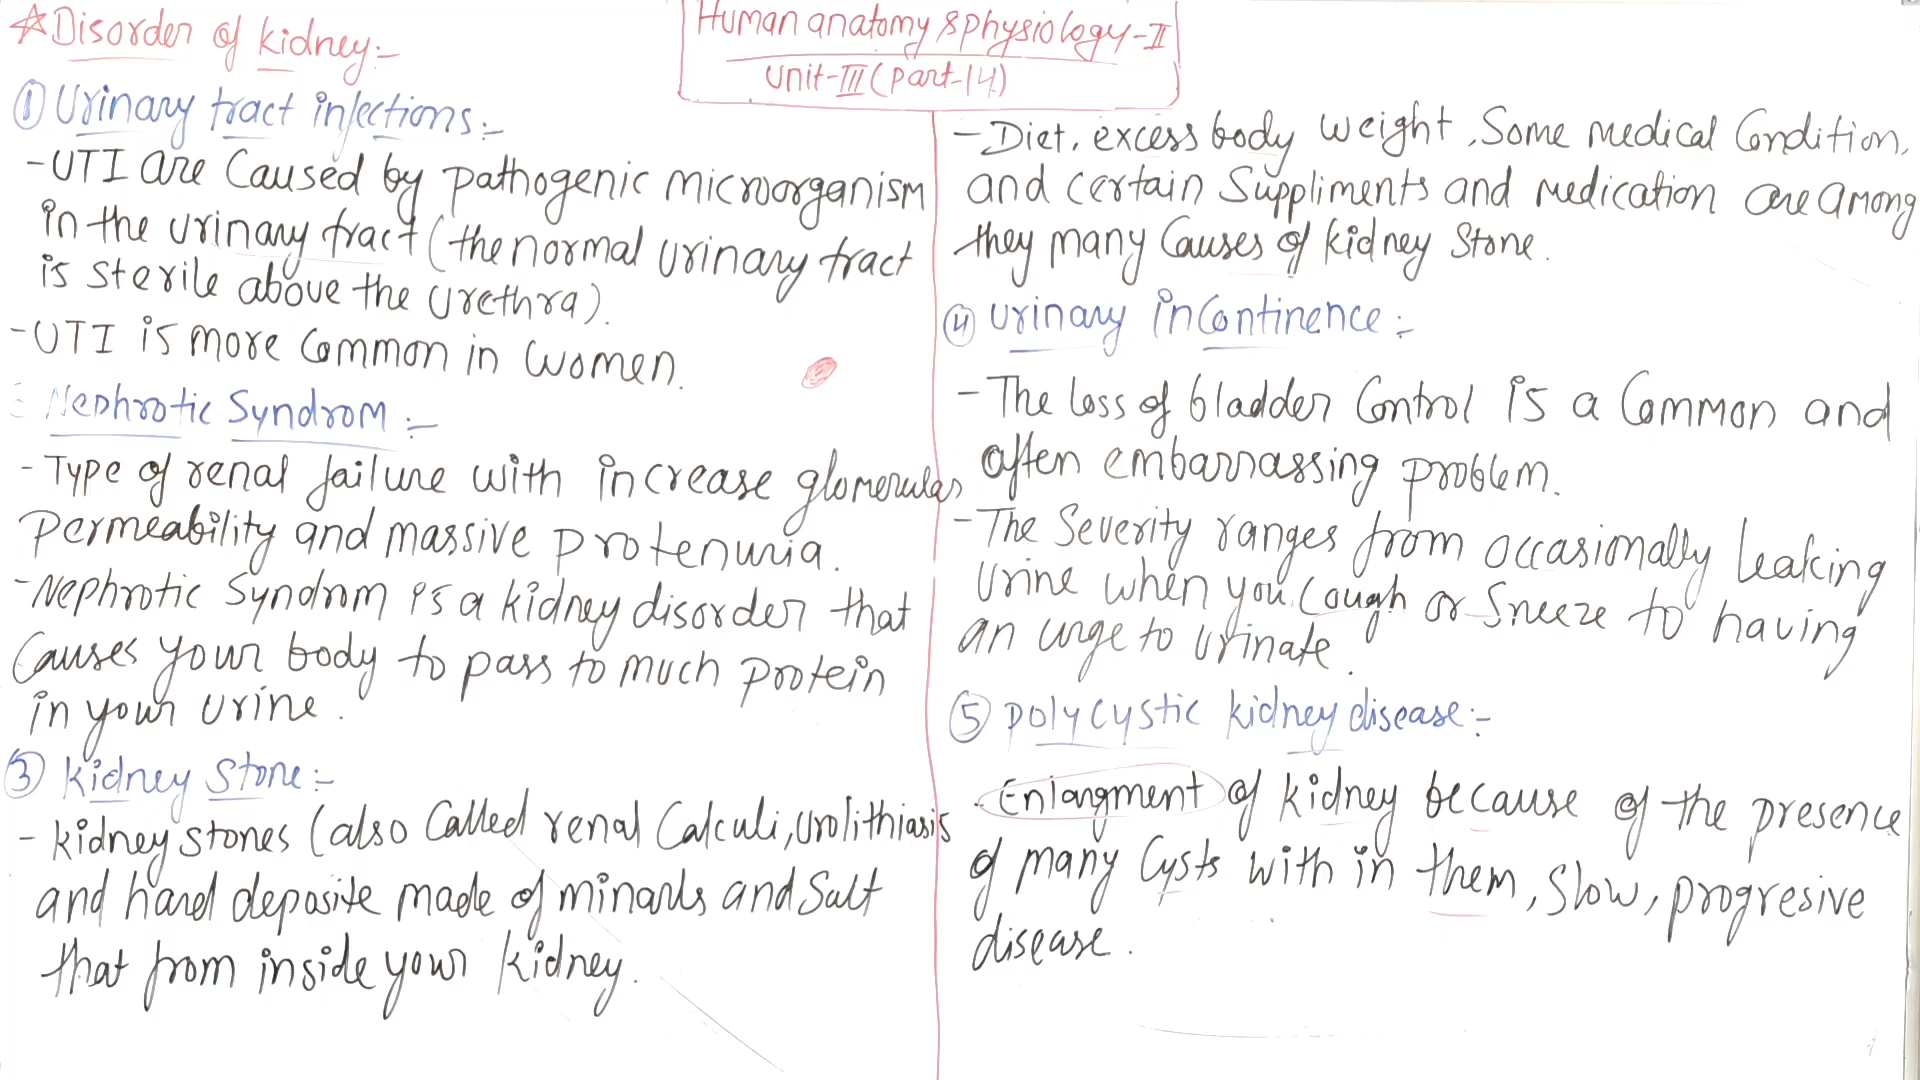 ☆Disorder of kidney:-
Human anatomy & physiology-II
Unit-III (Part-14)
① Urinary tract infections:-
- UTI are Caused by pathogenic microorganism
in the urinary tract (the normal urinary tract
is sterile above the urethra).
- UTI is more Common in women.
Nephrotic Syndrom :-
- Type of renal failure with increase glomerular
Permeability and massive protenuria.
- Nephrotic Syndrom is a kidney disorder that
Causes your body to pass to much protein
in your urine.
③ Kidney Stone:-
- kidney stones (also Called renal Calculi, urolithiasis
and hard deposite made of minarls and Salt
that from inside your kidney.
- Diet, excess body weight, Some medical Condition,
and certain Suppliments and medication are among
they many Causes of kidney Stone.
④ Urinary inContinence:-
- The loss of bladder Control is a Common and
often embarrassing problem.
- The Severity ranges from occasionally leaking
urine when you Cough or Sneeze to having
an urge to urinate.
⑤ Polycystic kidney disease:-
- Enlangment of kidney because of the presence
of many Cysts with in them, Slow, progresive
disease.